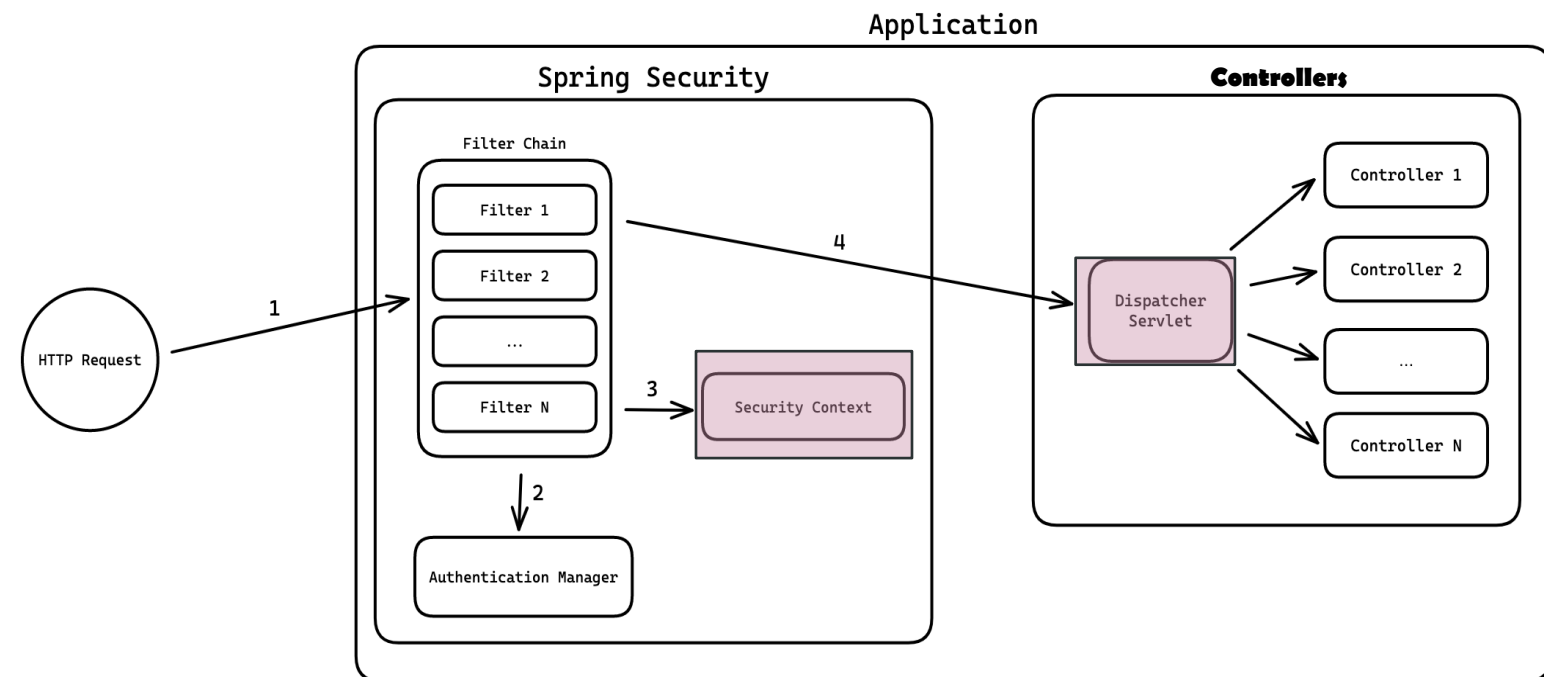 Application
Spring Security
Controllers
Filter Chain
Filter 1
Filter 2
...
Filter N
HTTP Request
1
2
3
4
Security Context
Authentication Manager
Dispatcher
Servlet
Controller 1
Controller 2
...
Controller N